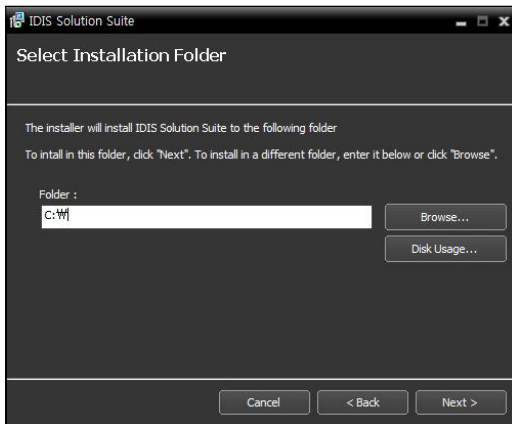 IDIS Solution Suite
Select Installation Folder
The installer will install IDIS Solution Suite to the following folder
To intall in this folder, click "Next". To install in a different folder, enter it below or click "Browse".
Folder :
C:₩
Browse...
Disk Usage...
Cancel
< Back
Next >